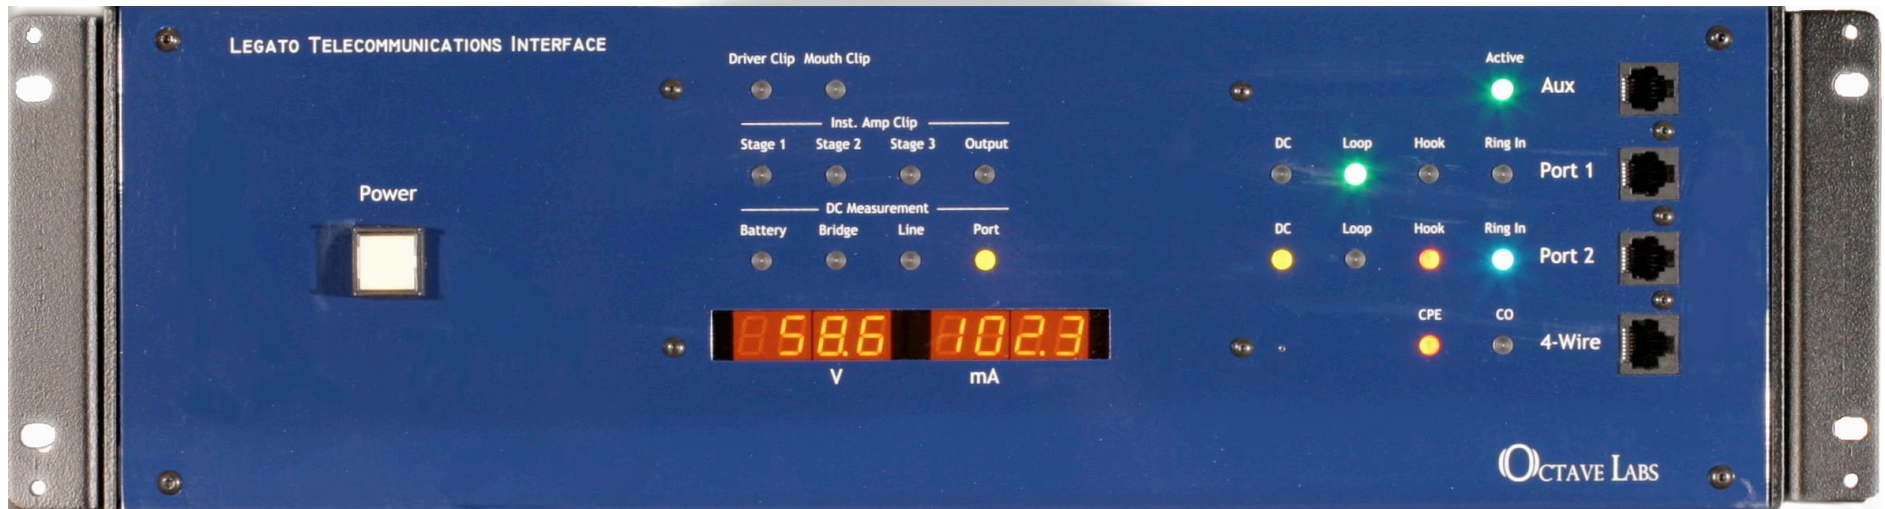 LEGATO TELECOMMUNICATIONS INTERFACE
Driver Clip Mouth Clip
Inst. Amp Clip
Stage 1 Stage 2 Stage 3 Output
Power
DC Measurement
Battery Bridge Line Port
58.6 102.3
V mA
Active
Aux
DC Loop Hook Ring In
Port 1
DC Loop Hook Ring In
Port 2
CPE CO
4-Wire
OCTAVE LABS